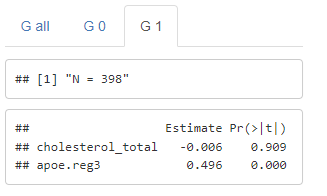 G all G 0 G 1
## [1] "N = 398"
## Estimate Pr(>|t|)
## cholesterol_total -0.006 0.909
## apoe.reg3 0.496 0.000